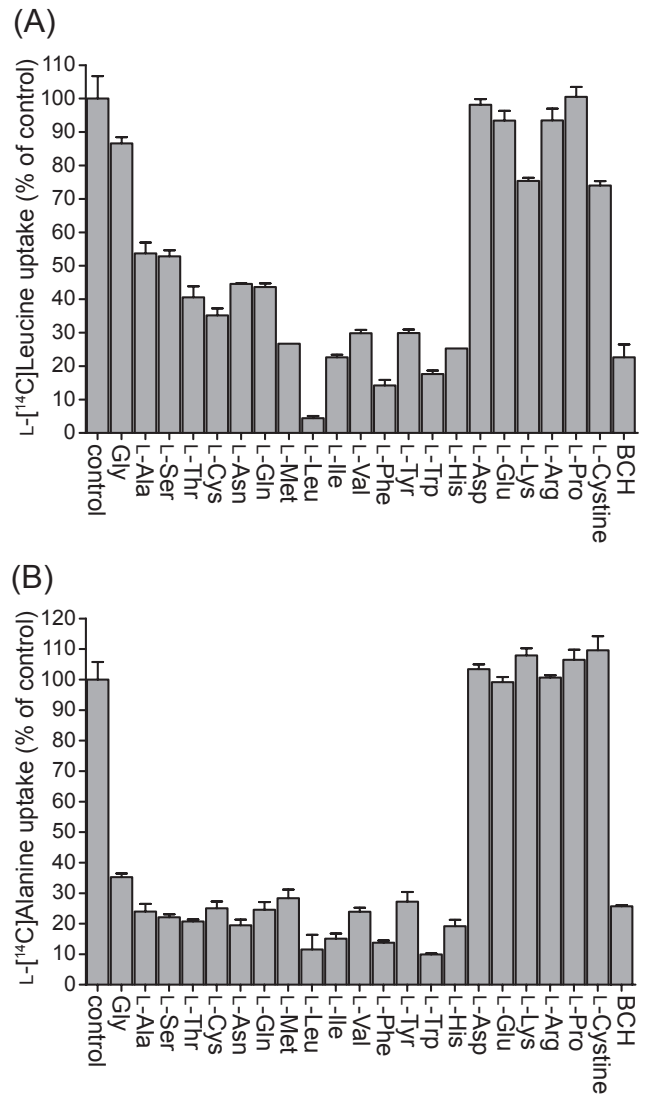 (A)
L-[¹⁴C]Leucine uptake (% of control)
110
100
90
80
70
60
50
40
30
20
10
0
control
Gly
L-Ala
L-Ser
L-Thr
L-Cys
L-Asn
L-Gln
L-Met
L-Leu
L-Ile
L-Val
L-Phe
L-Tyr
L-Trp
L-His
L-Asp
L-Glu
L-Lys
L-Arg
L-Pro
L-Cystine
BCH
(B)
L-[¹⁴C]Alanine uptake (% of control)
120
110
100
90
80
70
60
50
40
30
20
10
0
control
Gly
L-Ala
L-Ser
L-Thr
L-Cys
L-Asn
L-Gln
L-Met
L-Leu
L-Ile
L-Val
L-Phe
L-Tyr
L-Trp
L-His
L-Asp
L-Glu
L-Lys
L-Arg
L-Pro
L-Cystine
BCH